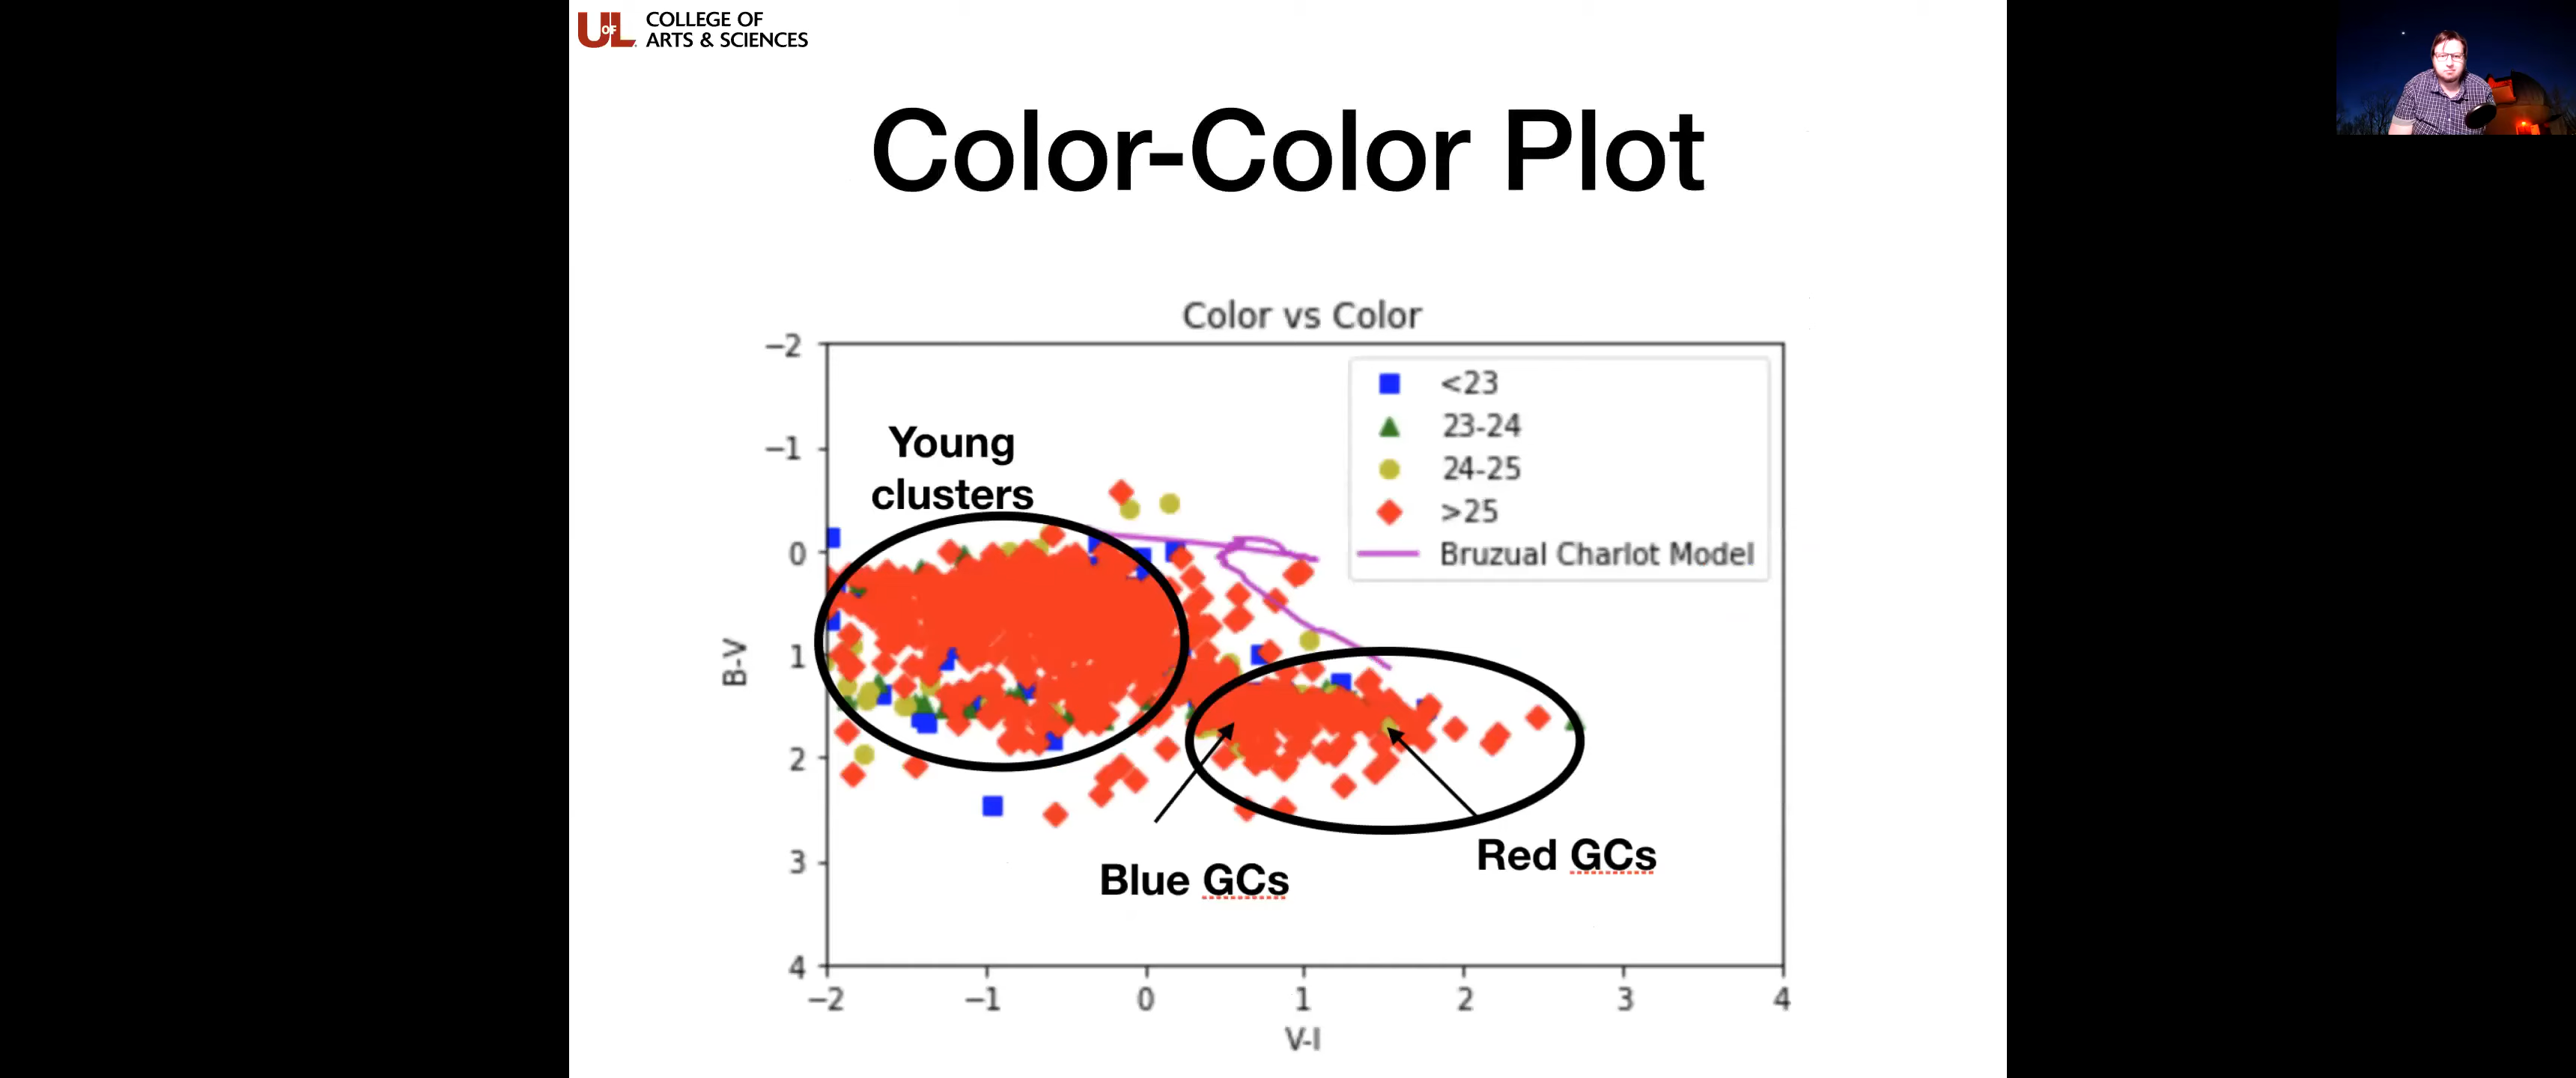 UofL COLLEGE OF
ARTS & SCIENCES
Color-Color Plot
Color vs Color
−2
−1
0
1
2
3
4
B-V
Young
clusters
<23
23-24
24-25
>25
Bruzual Charlot Model
Blue GCs
Red GCs
−2 −1 0 1 2 3 4
V-I